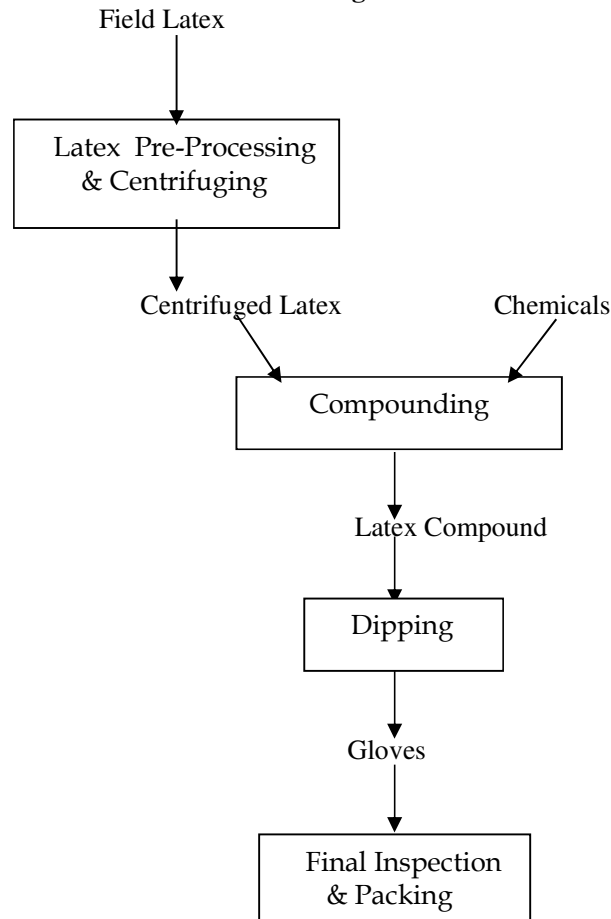 Field Latex
Latex Pre-Processing
& Centrifuging
Centrifuged Latex Chemicals
Compounding
Latex Compound
Dipping
Gloves
Final Inspection
& Packing